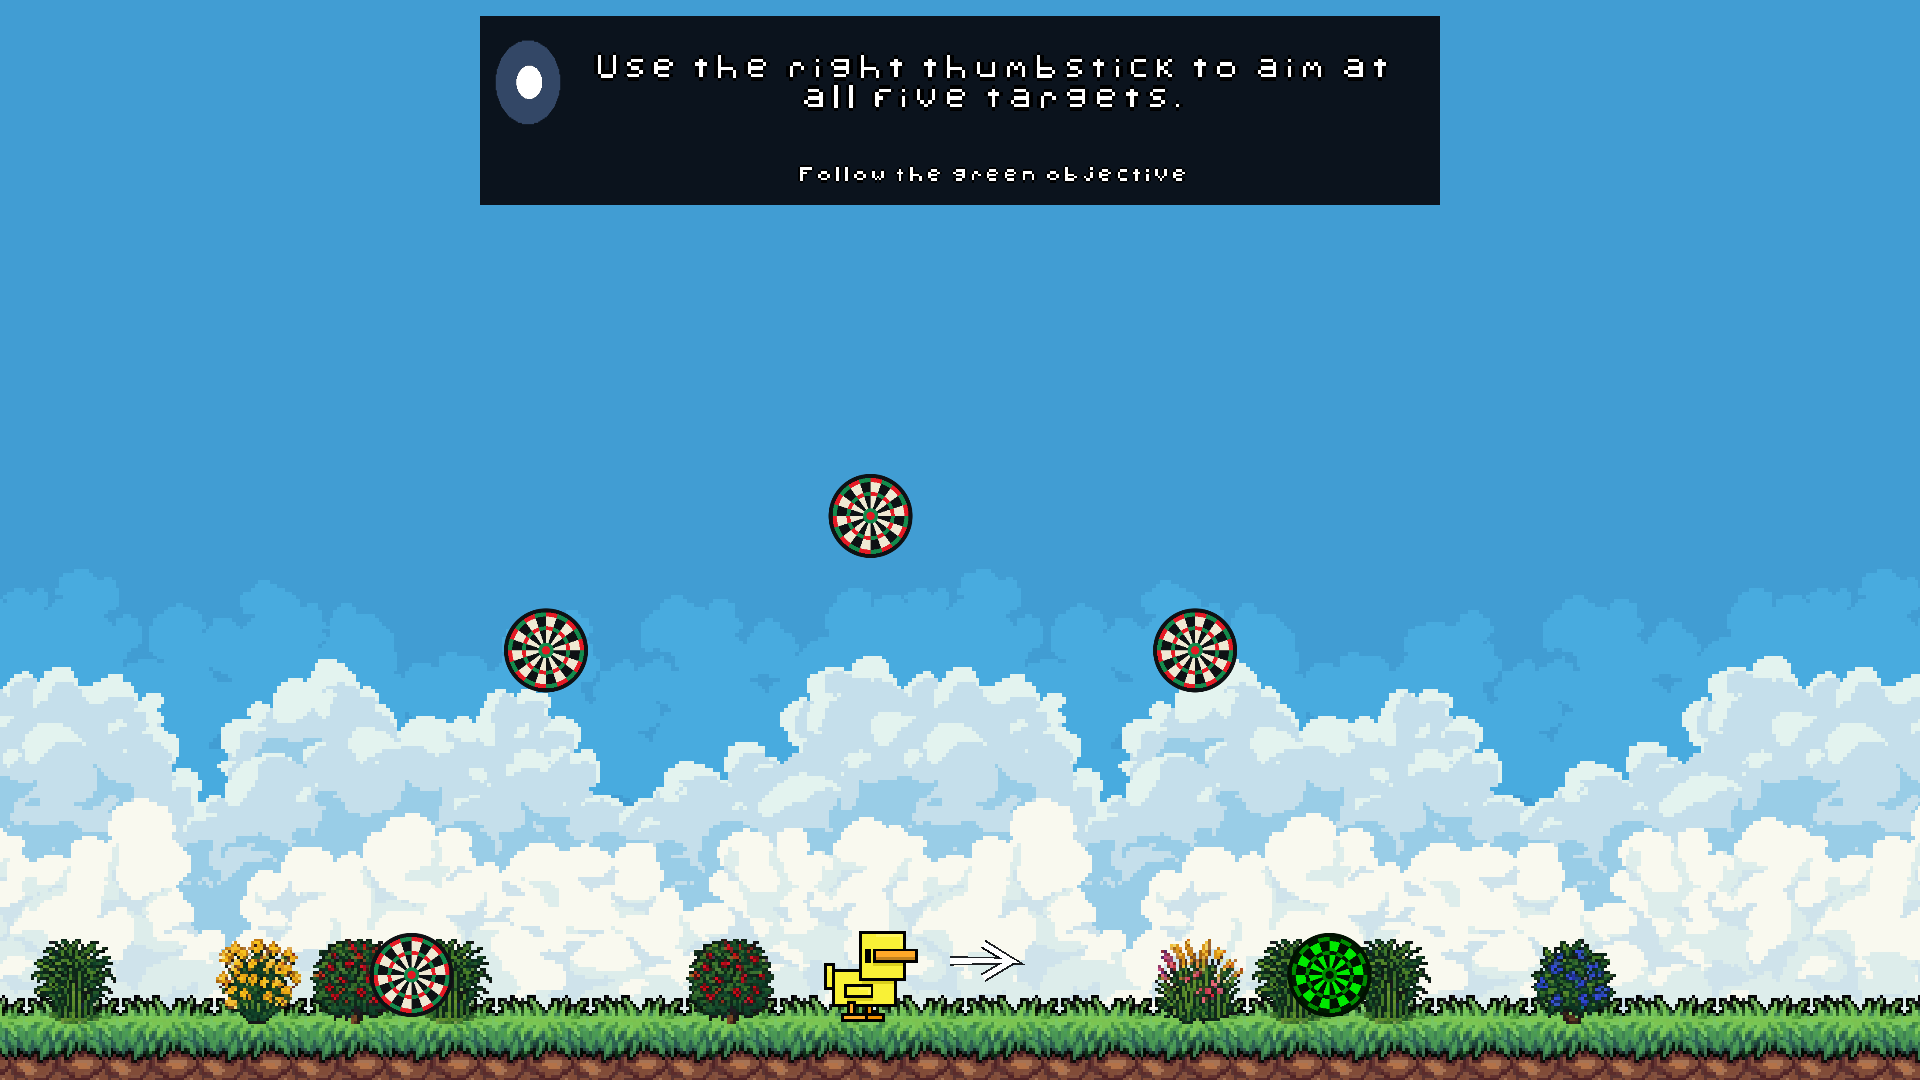 Use the right thumbstick to aim at
all five targets.
Follow the green objective